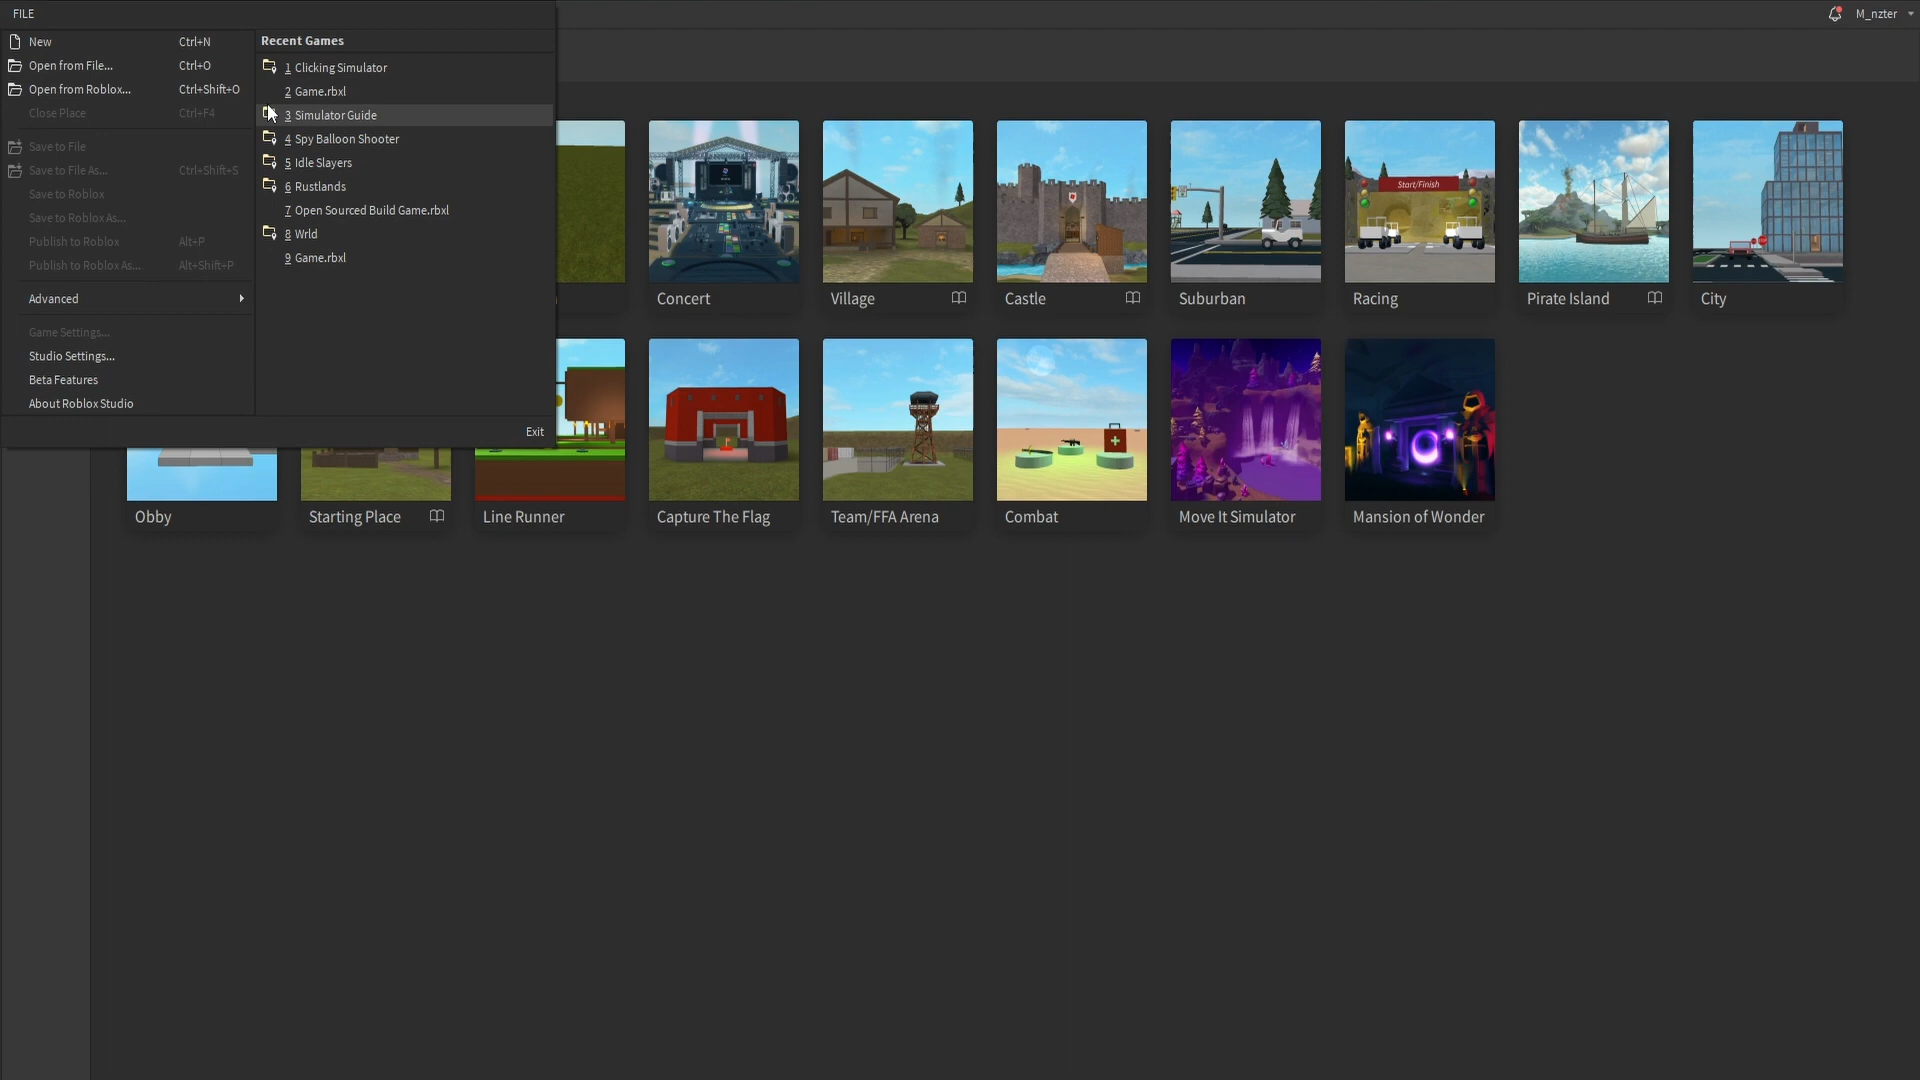 FILE
M_nzter
New Ctrl+N
Open from File... Ctrl+O
Open from Roblox... Ctrl+Shift+O
Close Place Ctrl+F4
Save to File
Save to File As... Ctrl+Shift+S
Save to Roblox
Save to Roblox As...
Publish to Roblox Alt+P
Publish to Roblox As... Alt+Shift+P
Advanced
Game Settings...
Studio Settings...
Beta Features
About Roblox Studio
Recent Games
1 Clicking Simulator
2 Game.rbxl
3 Simulator Guide
4 Spy Balloon Shooter
5 Idle Slayers
6 Rustlands
7 Open Sourced Build Game.rbxl
8 Wrld
9 Game.rbxl
Exit
Start/Finish
Concert
Village
Castle
Suburban
Racing
Pirate Island
City
Obby
Starting Place
Line Runner
Capture The Flag
Team/FFA Arena
Combat
Move It Simulator
Mansion of Wonder